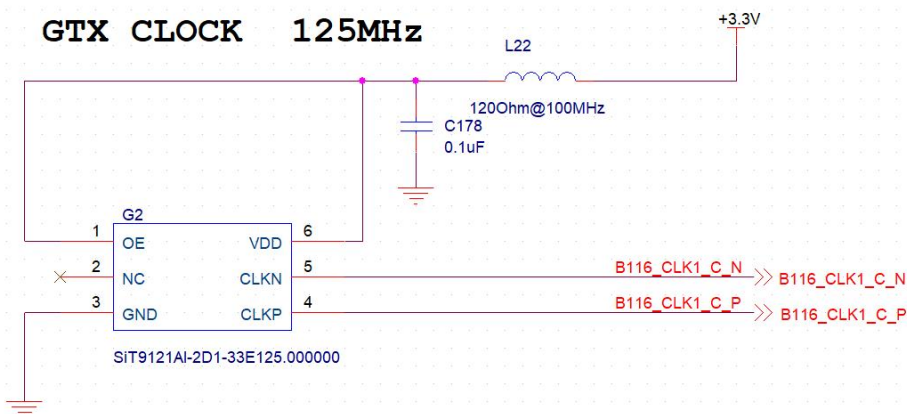 GTX CLOCK 125MHz
+3.3V
L22
120Ohm@100MHz
C178
0.1uF
G2
1 OE VDD 6
2 NC CLKN 5 B116_CLK1_C_N B116_CLK1_C_N
3 GND CLKP 4 B116_CLK1_C_P B116_CLK1_C_P
SiT9121AI-2D1-33E125.000000